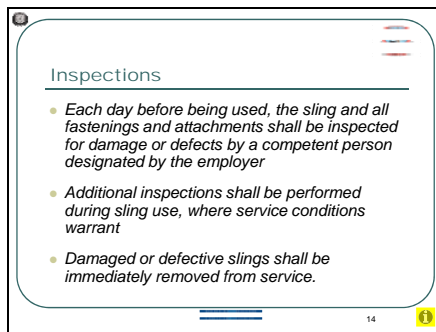 Inspections
Each day before being used, the sling and all
fastenings and attachments shall be inspected
for damage or defects by a competent person
designated by the employer
Additional inspections shall be performed
during sling use, where service conditions
warrant
Damaged or defective slings shall be
immediately removed from service.
14